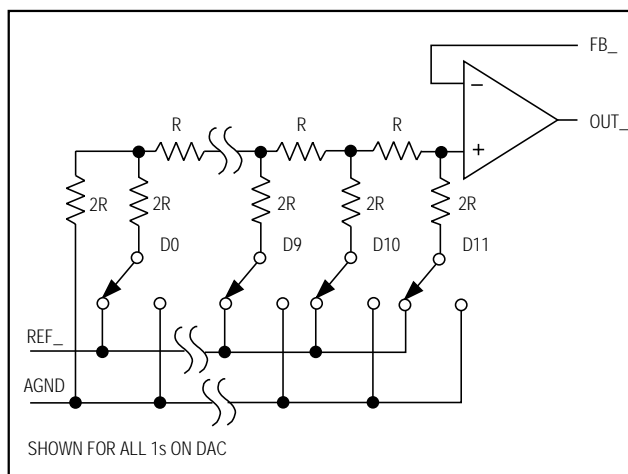 FB_
R
R
R
OUT_
2R
2R
2R
2R
2R
D0
D9
D10
D11
REF_
AGND
SHOWN FOR ALL 1s ON DAC